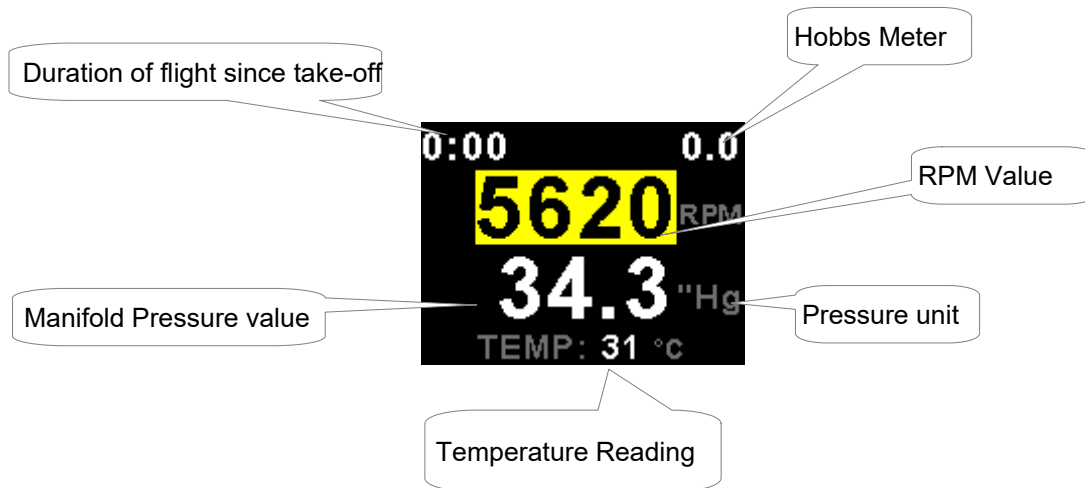 Hobbs Meter
Duration of flight since take-off
0:00 0.0
RPM Value
5620 RPM
34.3 "Hg
Manifold Pressure value
Pressure unit
TEMP: 31 °C
Temperature Reading